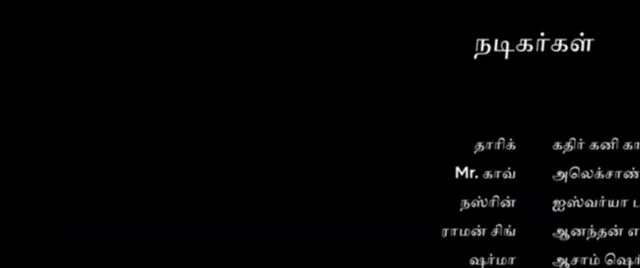 நடிகர்கள்
தாரிக் கதிர் கனி
Mr. காவ்
நஸ்ரின் ஐஸ்வர்யா
ராமன் சிங் ஆனந்தன்
ஷர்மா ஆசாம்